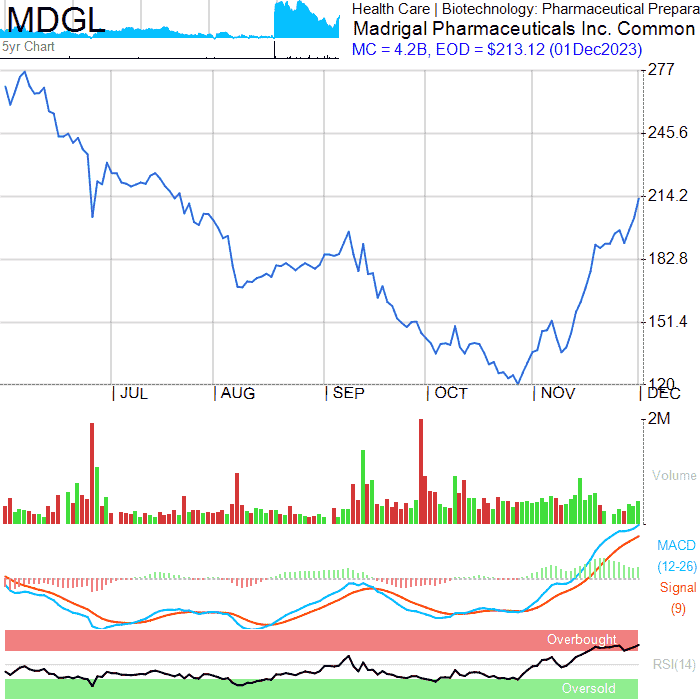 MDGL
5yr Chart
Health Care | Biotechnology: Pharmaceutical Prepara
Madrigal Pharmaceuticals Inc. Common
MC = 4.2B, EOD = $213.12 (01Dec2023)
277
245.6
214.2
182.8
151.4
120
JUL AUG SEP OCT NOV DEC
2M
Volume
MACD
(12-26)
Signal
(9)
Overbought
RSI(14)
Oversold